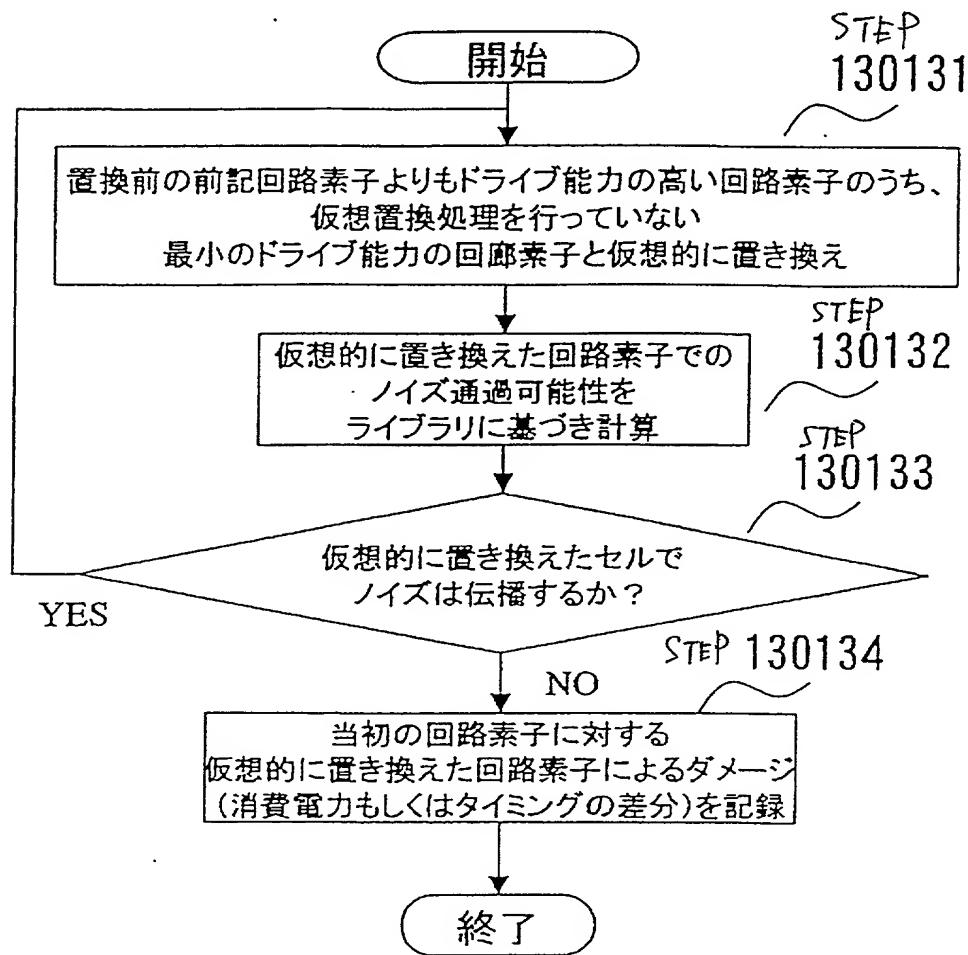 STEP
130131
開始
置換前の前記回路素子よりもドライブ能力の高い回路素子のうち、
仮想置換処理を行っていない
最小のドライブ能力の回廊素子と仮想的に置き換え
STEP
130132
仮想的に置き換えた回路素子での
ノイズ通過可能性を
ライブラリに基づき計算
STEP
130133
仮想的に置き換えたセルで
ノイズは伝播するか？
YES
STEP 130134
NO
当初の回路素子に対する
仮想的に置き換えた回路素子によるダメージ
(消費電力もしくはタイミングの差分)を記録
終了